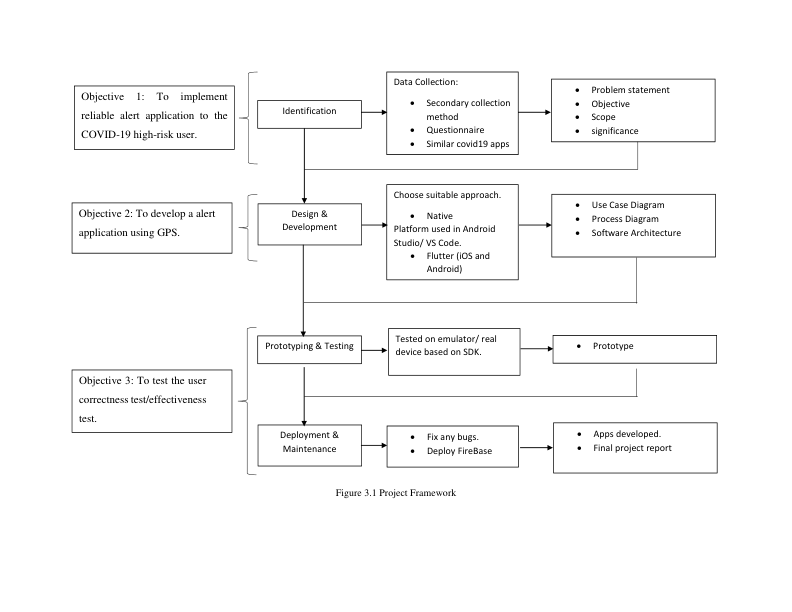 Objective 1: To implement
reliable alert application to the
COVID-19 high-risk user.
Identification
Data Collection:
• Secondary collection
method
• Questionnaire
• Similar covid19 apps
• Problem statement
• Objective
• Scope
• significance
Objective 2: To develop a alert
application using GPS.
Design &
Development
Choose suitable approach.
• Native
Platform used in Android
Studio/ VS Code.
• Flutter (iOS and
Android)
• Use Case Diagram
• Process Diagram
• Software Architecture
Objective 3: To test the user
correctness test/effectiveness
test.
Prototyping & Testing
Tested on emulator/ real
device based on SDK.
• Prototype
Deployment &
Maintenance
• Fix any bugs.
• Deploy FireBase
• Apps developed.
• Final project report
Figure 3.1 Project Framework